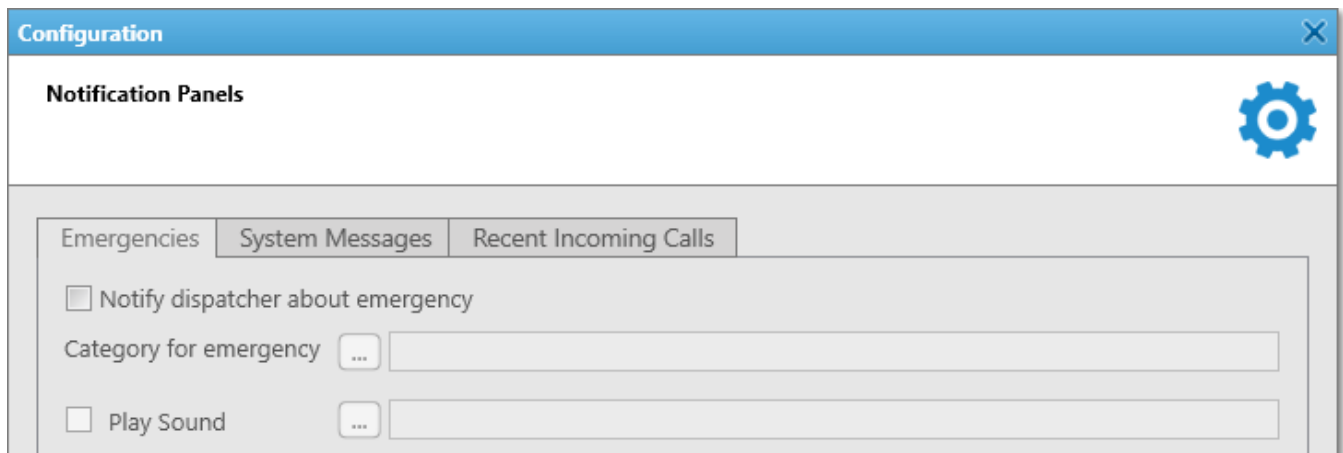 Configuration
Notification Panels
Emergencies System Messages Recent Incoming Calls
Notify dispatcher about emergency
Category for emergency ...
Play Sound ...